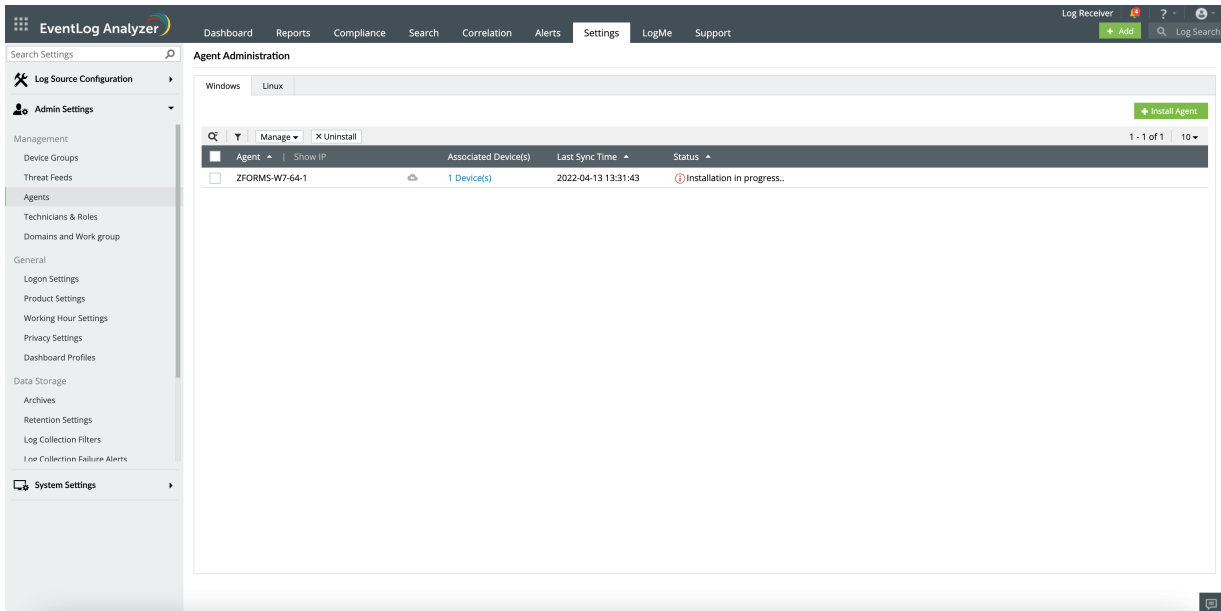 Log Receiver 4 ?
EventLog Analyzer
Dashboard Reports Compliance Search Correlation Alerts Settings LogMe Support
+ Add Log Search
Search Settings
Log Source Configuration
Admin Settings
Management
Device Groups
Threat Feeds
Agents
Technicians & Roles
Domains and Work group
General
Logon Settings
Product Settings
Working Hour Settings
Privacy Settings
Dashboard Profiles
Data Storage
Archives
Retention Settings
Log Collection Filters
Log Collection Failure Alerts
System Settings
Agent Administration
Windows Linux
+ Install Agent
Manage Uninstall 1 - 1 of 1 10
Agent | Show IP Associated Device(s) Last Sync Time Status
ZFORMS-W7-64-1 1 Device(s) 2022-04-13 13:31:43 Installation in progress..